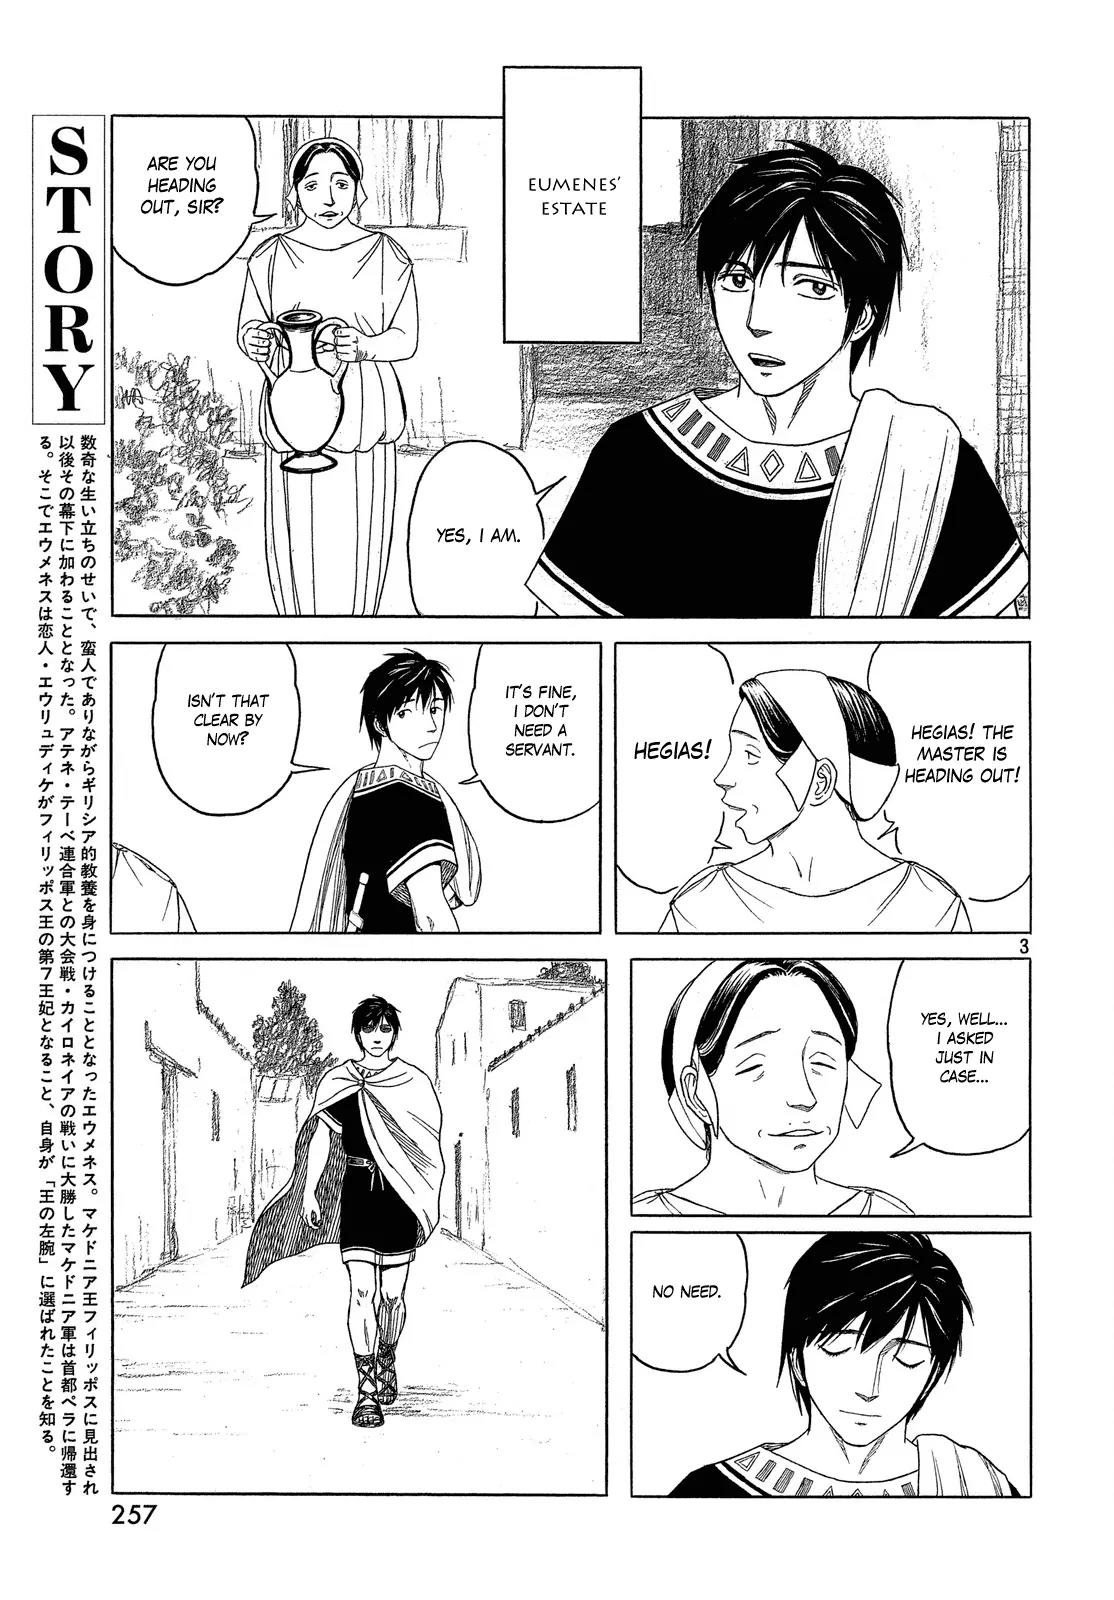 EUMENES'
ESTATE
ARE YOU
HEADING
OUT, SIR?
YES, I AM.
HEGIAS! THE
MASTER IS
HEADING OUT!
HEGIAS!
IT'S FINE,
I DON'T
NEED A
SERVANT.
ISN'T THAT
CLEAR BY
NOW?
3
YES, WELL...
I ASKED
JUST IN
CASE...
NO NEED.
STORY
数奇な生い立ちのせいで、蛮人でありながらギリシア的教養を身につけることとなったエウメネス。マケドニア王フィリッポスに見出され
以後その幕下に加わることとなった。アテネ・テーベ連合軍との大会戦・カイロネイアの戦いに大勝したマケドニア軍は首都ペラに帰還す
る。そこでエウメネスは恋人・エウリュディケがフィリッポス王の第7王妃となること、自身が「王の左腕」に選ばれたことを知る。
257